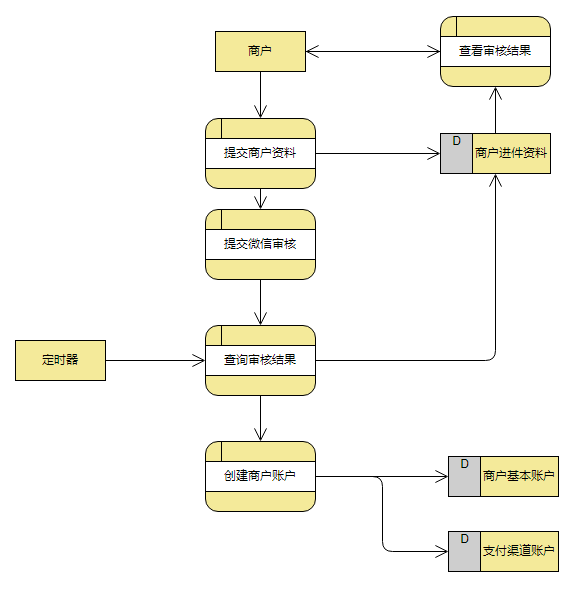 商户
查看审核结果
提交商户资料
D
商户进件资料
提交微信审核
定时器
查询审核结果
创建商户账户
D
商户基本账户
D
支付渠道账户